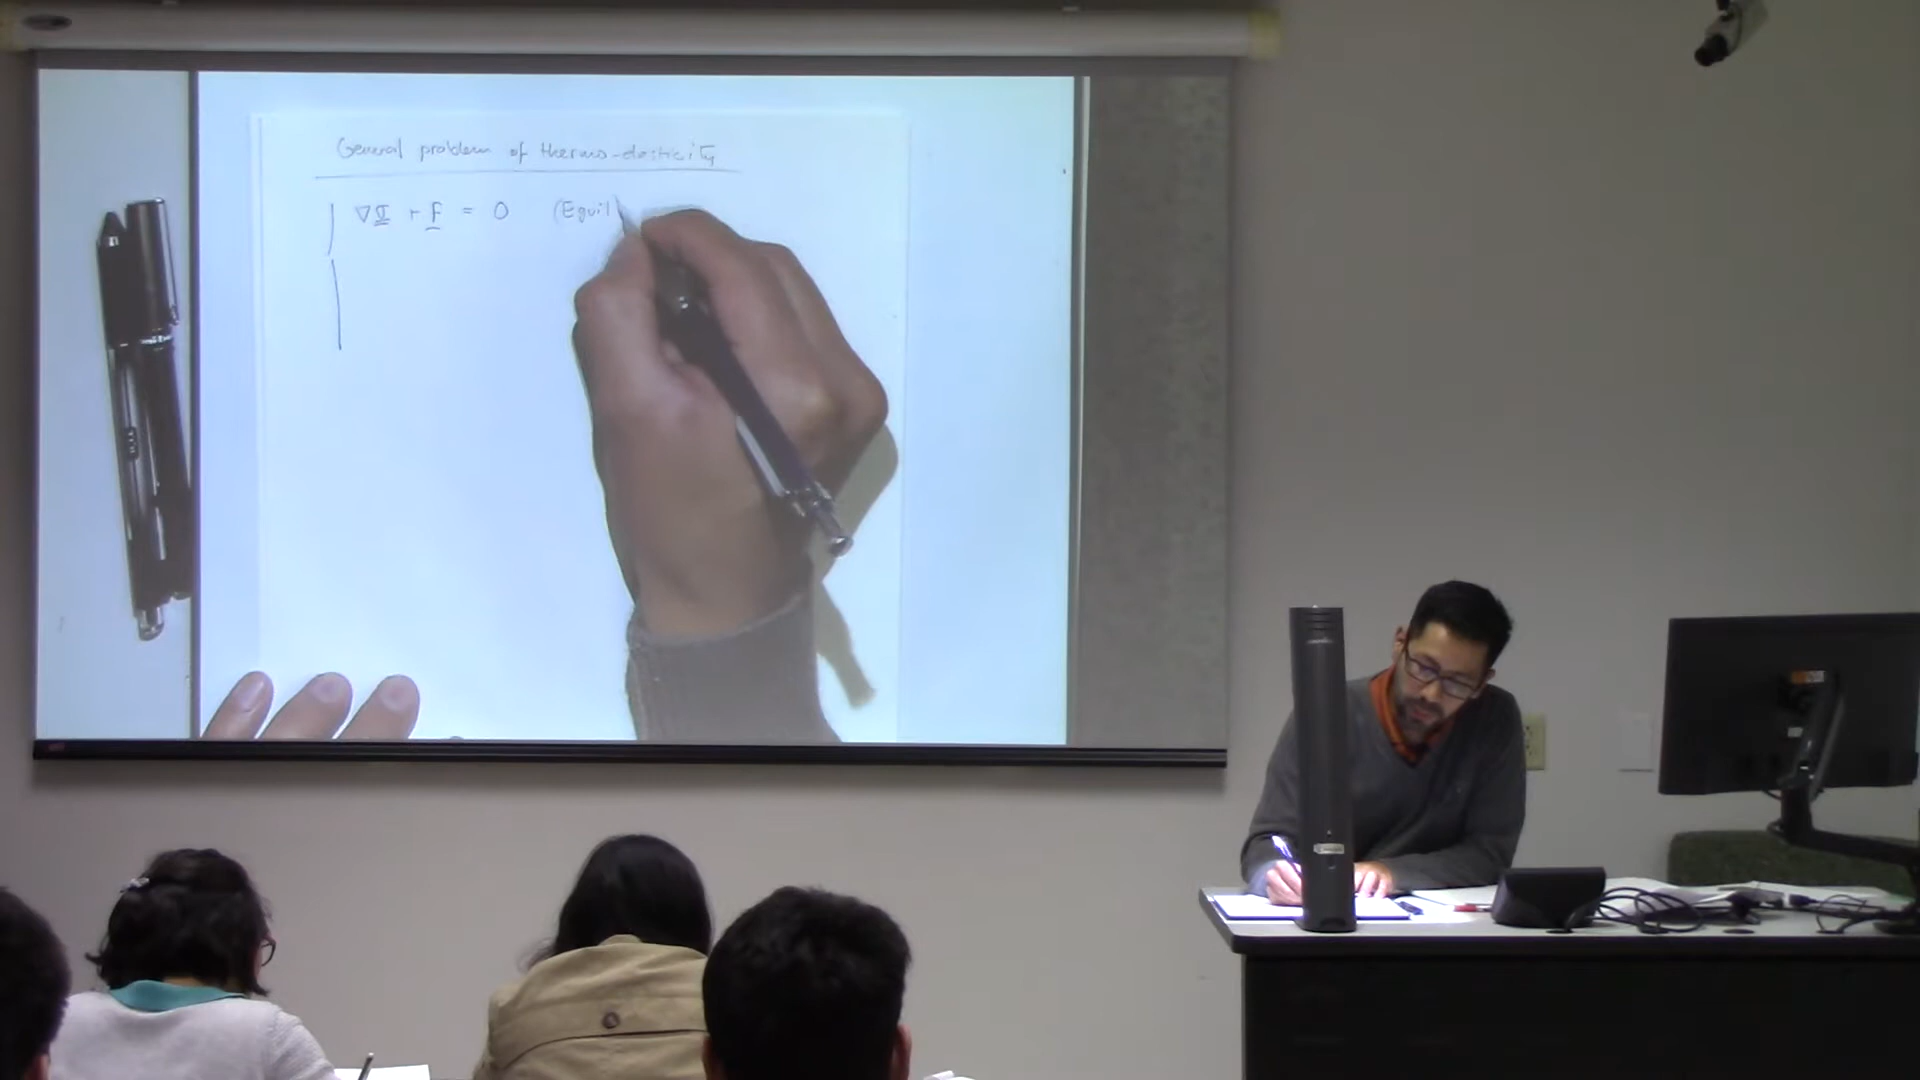 General problem of thermo-elasticity
∇σ + F = 0 (Equil